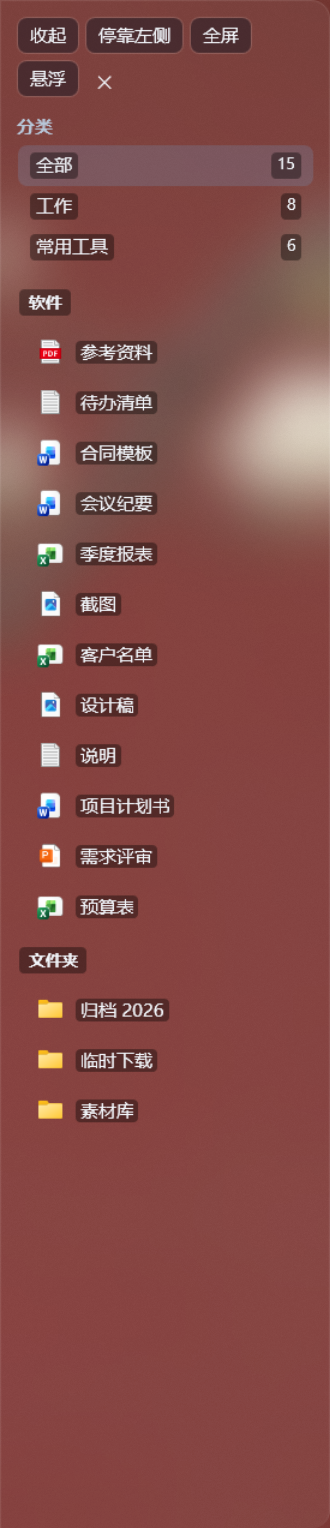 收起 停靠左侧 全屏
悬浮 ×
分类
全部 15
工作 8
常用工具 6
软件
参考资料
待办清单
合同模板
会议纪要
季度报表
截图
客户名单
设计稿
说明
项目计划书
需求评审
预算表
文件夹
归档 2026
临时下载
素材库